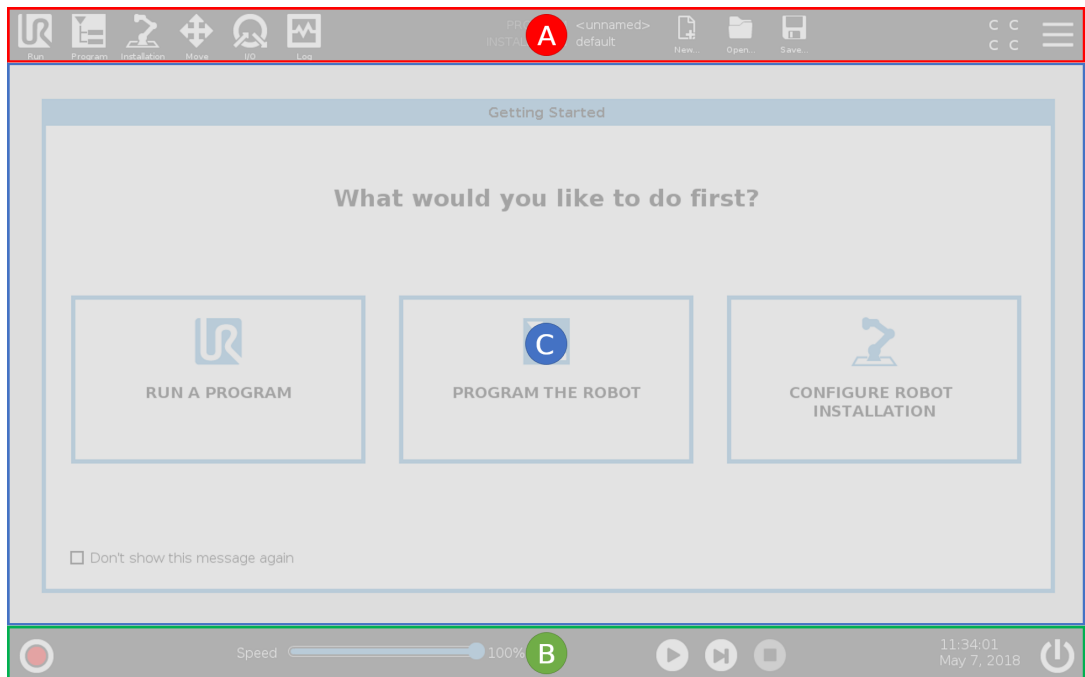 PR
<unnamed>
INSTA
default
C C
C C
Run
Program
Installation
Move
I/O
Log
New...
Open...
Save...
A
Getting Started
What would you like to do first?
RUN A PROGRAM
C
PROGRAM THE ROBOT
CONFIGURE ROBOT
INSTALLATION
Don't show this message again
Speed
100%
B
11:34:01
May 7, 2018